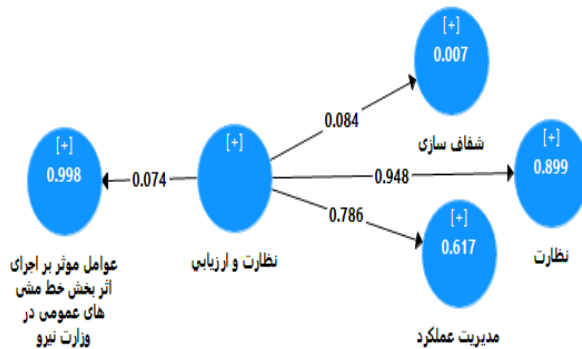 [+]
0.007
شفاف سازی
0.084
[+]
0.998
0.074
[+]
نظارت و ارزیابی
0.948
[+]
0.899
نظارت
0.786
[+]
0.617
مدیریت عملکرد
عوامل موثر بر اجرای
اثر بخش خط مشی
های عمومی در
وزارت نیرو